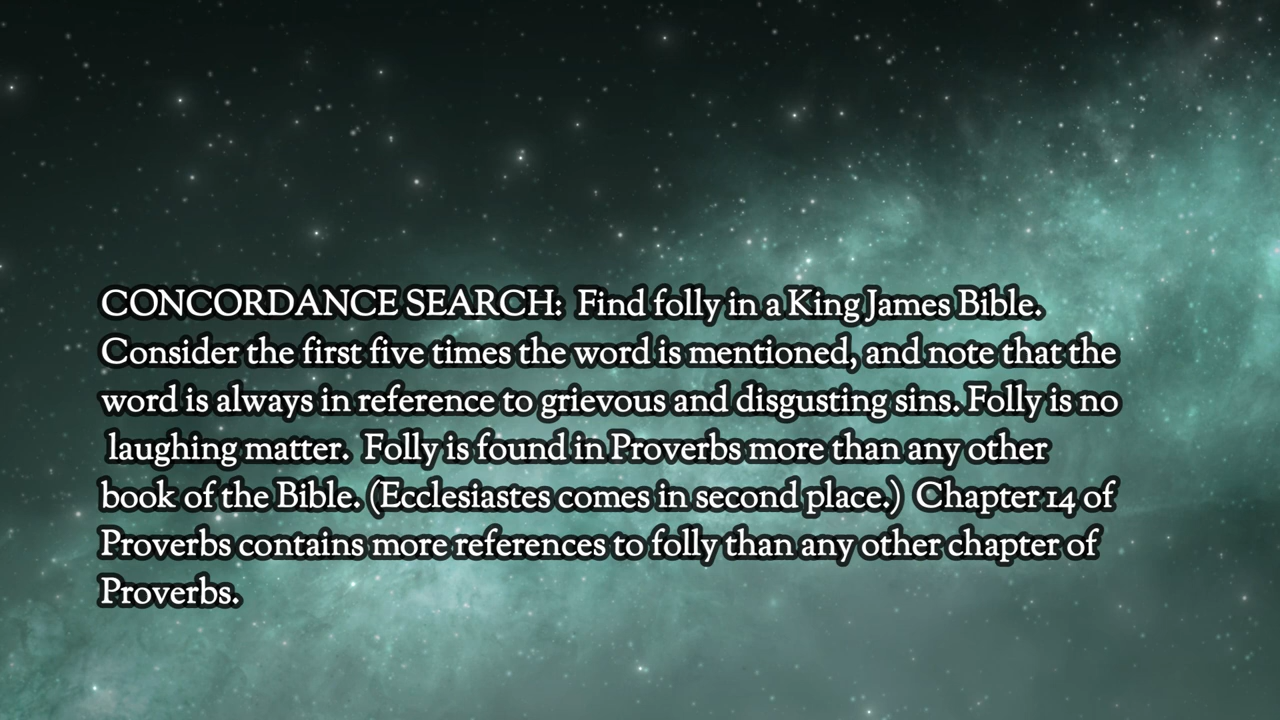 CONCORDANCE SEARCH:  Find folly in a King James Bible.
Consider the first five times the word is mentioned, and note that the
word is always in reference to grievous and disgusting sins. Folly is no
laughing matter.  Folly is found in Proverbs more than any other
book of the Bible. (Ecclesiastes comes in second place.)  Chapter 14 of
Proverbs contains more references to folly than any other chapter of
Proverbs.